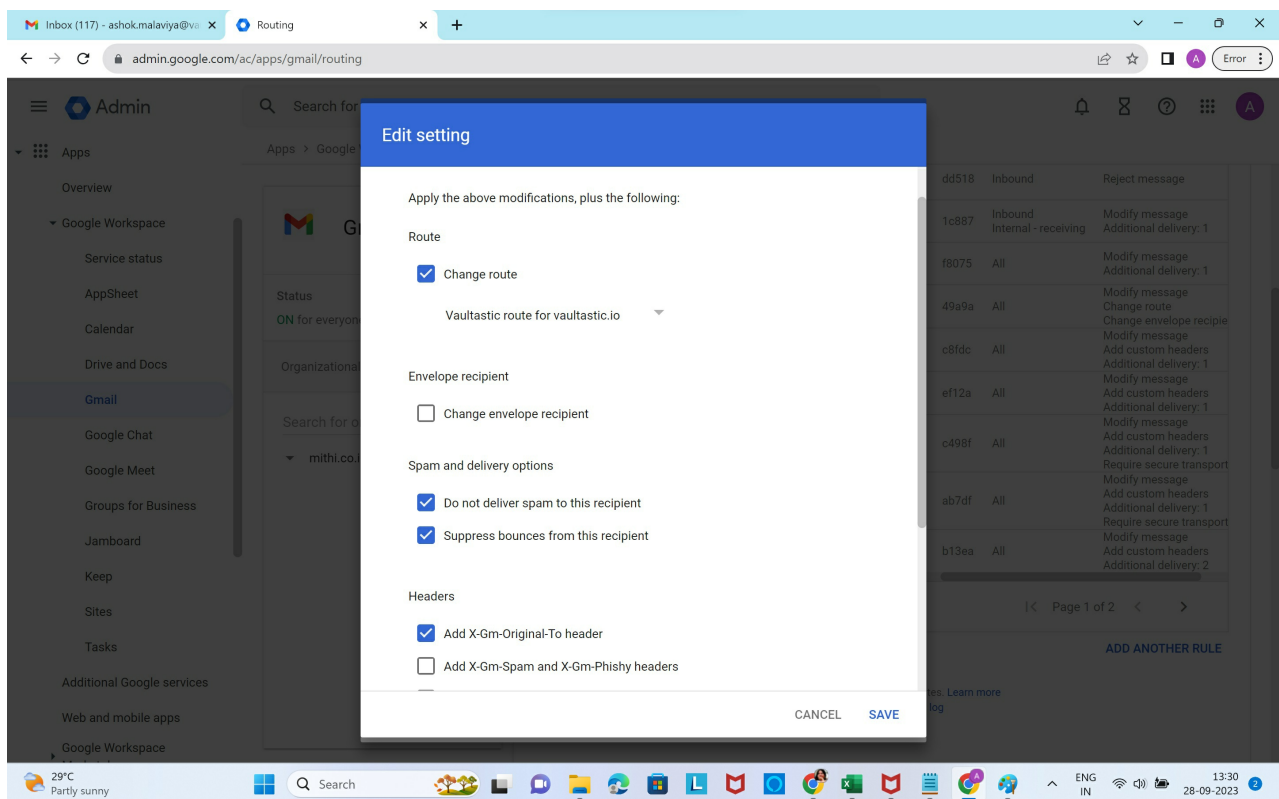 Inbox (117) - ashok.malaviya@va
Routing
admin.google.com/ac/apps/gmail/routing
A
Error
Admin
Search for
A
Apps
Overview
Google Workspace
Service status
AppSheet
Calendar
Drive and Docs
Gmail
Google Chat
Google Meet
Groups for Business
Jamboard
Keep
Sites
Tasks
Additional Google services
Web and mobile apps
Google Workspace
Apps > Google
G
Status
ON for everyon
Organizational
Search for o
mithi.co.i
Edit setting
Apply the above modifications, plus the following:
Route
Change route
Vaultastic route for vaultastic.io
Envelope recipient
Change envelope recipient
Spam and delivery options
Do not deliver spam to this recipient
Suppress bounces from this recipient
Headers
Add X-Gm-Original-To header
Add X-Gm-Spam and X-Gm-Phishy headers
CANCEL SAVE
dd518 Inbound Reject message
1c887 Inbound Modify message
Internal - receiving Additional delivery: 1
f8075 All Modify message
Additional delivery: 1
49a9a All Modify message
Change route
Change envelope recipie
c8fdc All Modify message
Add custom headers
Additional delivery: 1
ef12a All Modify message
Add custom headers
Additional delivery: 1
c498f All Modify message
Add custom headers
Additional delivery: 1
Require secure transport
ab7df All Modify message
Add custom headers
Additional delivery: 1
Require secure transport
b13ea All Modify message
Add custom headers
Additional delivery: 2
Page 1 of 2
ADD ANOTHER RULE
tes. Learn more
log
29°C
Partly sunny
Search
L
A
ENG
IN
13:30
28-09-2023
2